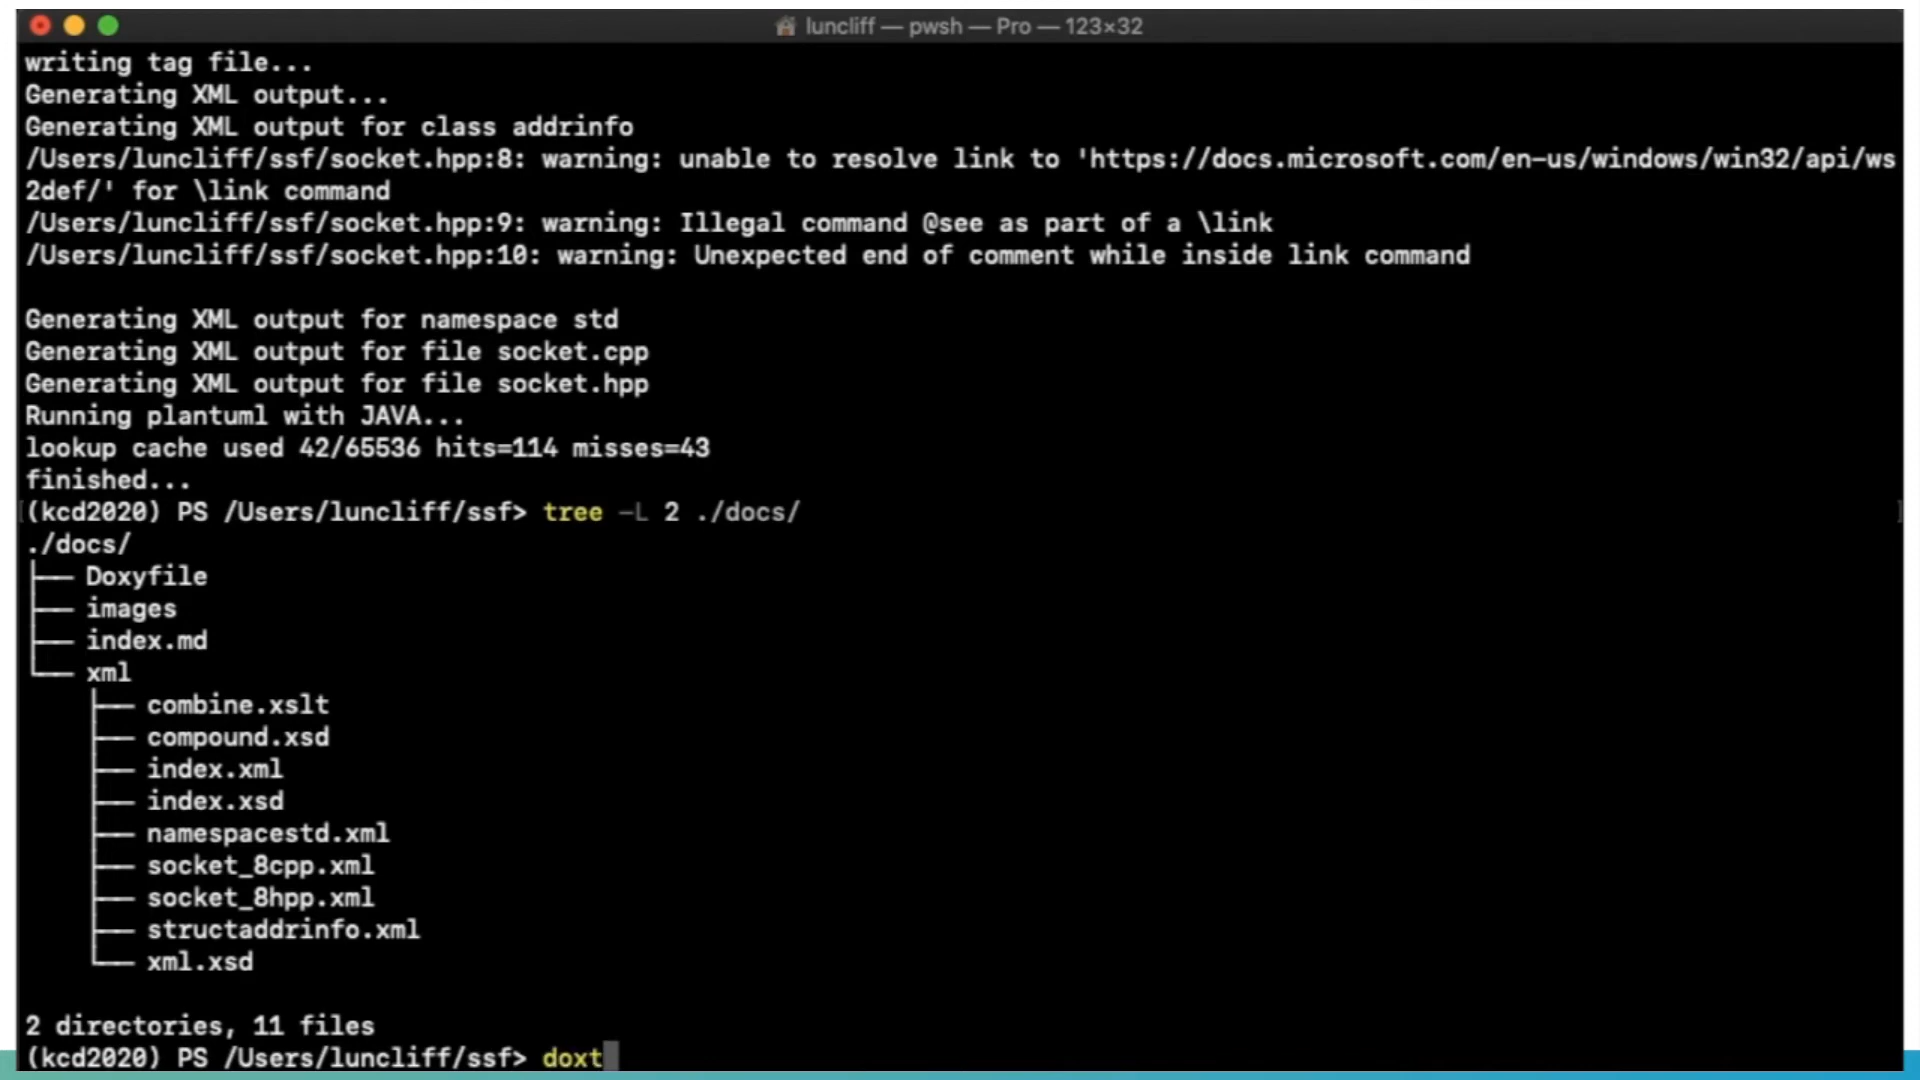 luncliff — pwsh — Pro — 123×32
writing tag file...
Generating XML output...
Generating XML output for class addrinfo
/Users/luncliff/ssf/socket.hpp:8: warning: unable to resolve link to 'https://docs.microsoft.com/en-us/windows/win32/api/ws
2def/' for \link command
/Users/luncliff/ssf/socket.hpp:9: warning: Illegal command @see as part of a \link
/Users/luncliff/ssf/socket.hpp:10: warning: Unexpected end of comment while inside link command
Generating XML output for namespace std
Generating XML output for file socket.cpp
Generating XML output for file socket.hpp
Running plantuml with JAVA...
lookup cache used 42/65536 hits=114 misses=43
finished...
(kcd2020) PS /Users/luncliff/ssf> tree -L 2 ./docs/
./docs/
├── Doxyfile
├── images
├── index.md
└── xml
    ├── combine.xslt
    ├── compound.xsd
    ├── index.xml
    ├── index.xsd
    ├── namespacestd.xml
    ├── socket_8cpp.xml
    ├── socket_8hpp.xml
    ├── structaddrinfo.xml
    └── xml.xsd
2 directories, 11 files
(kcd2020) PS /Users/luncliff/ssf> doxt